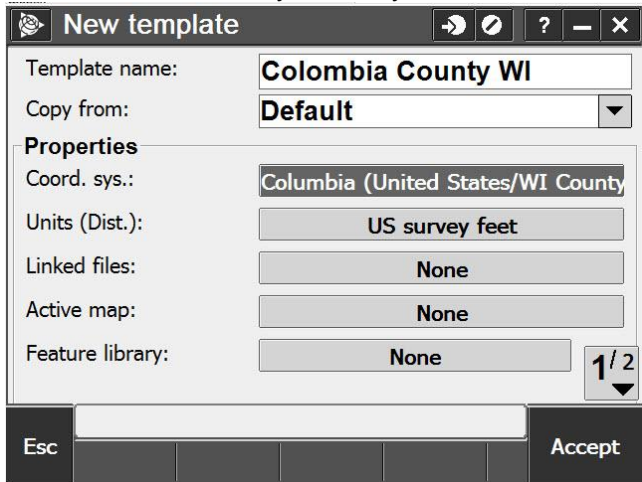 New template
? – ×
Template name: Colombia County WI
Copy from: Default
Properties
Coord. sys.: Columbia (United States/WI County
Units (Dist.): US survey feet
Linked files: None
Active map: None
Feature library: None
1/2
Esc
Accept